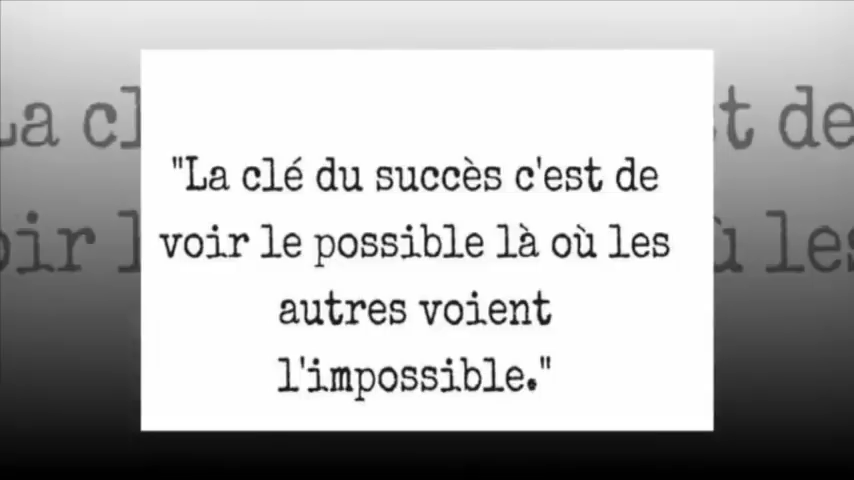 "La clé du succès c'est de
voir le possible là où les
autres voient
l'impossible."